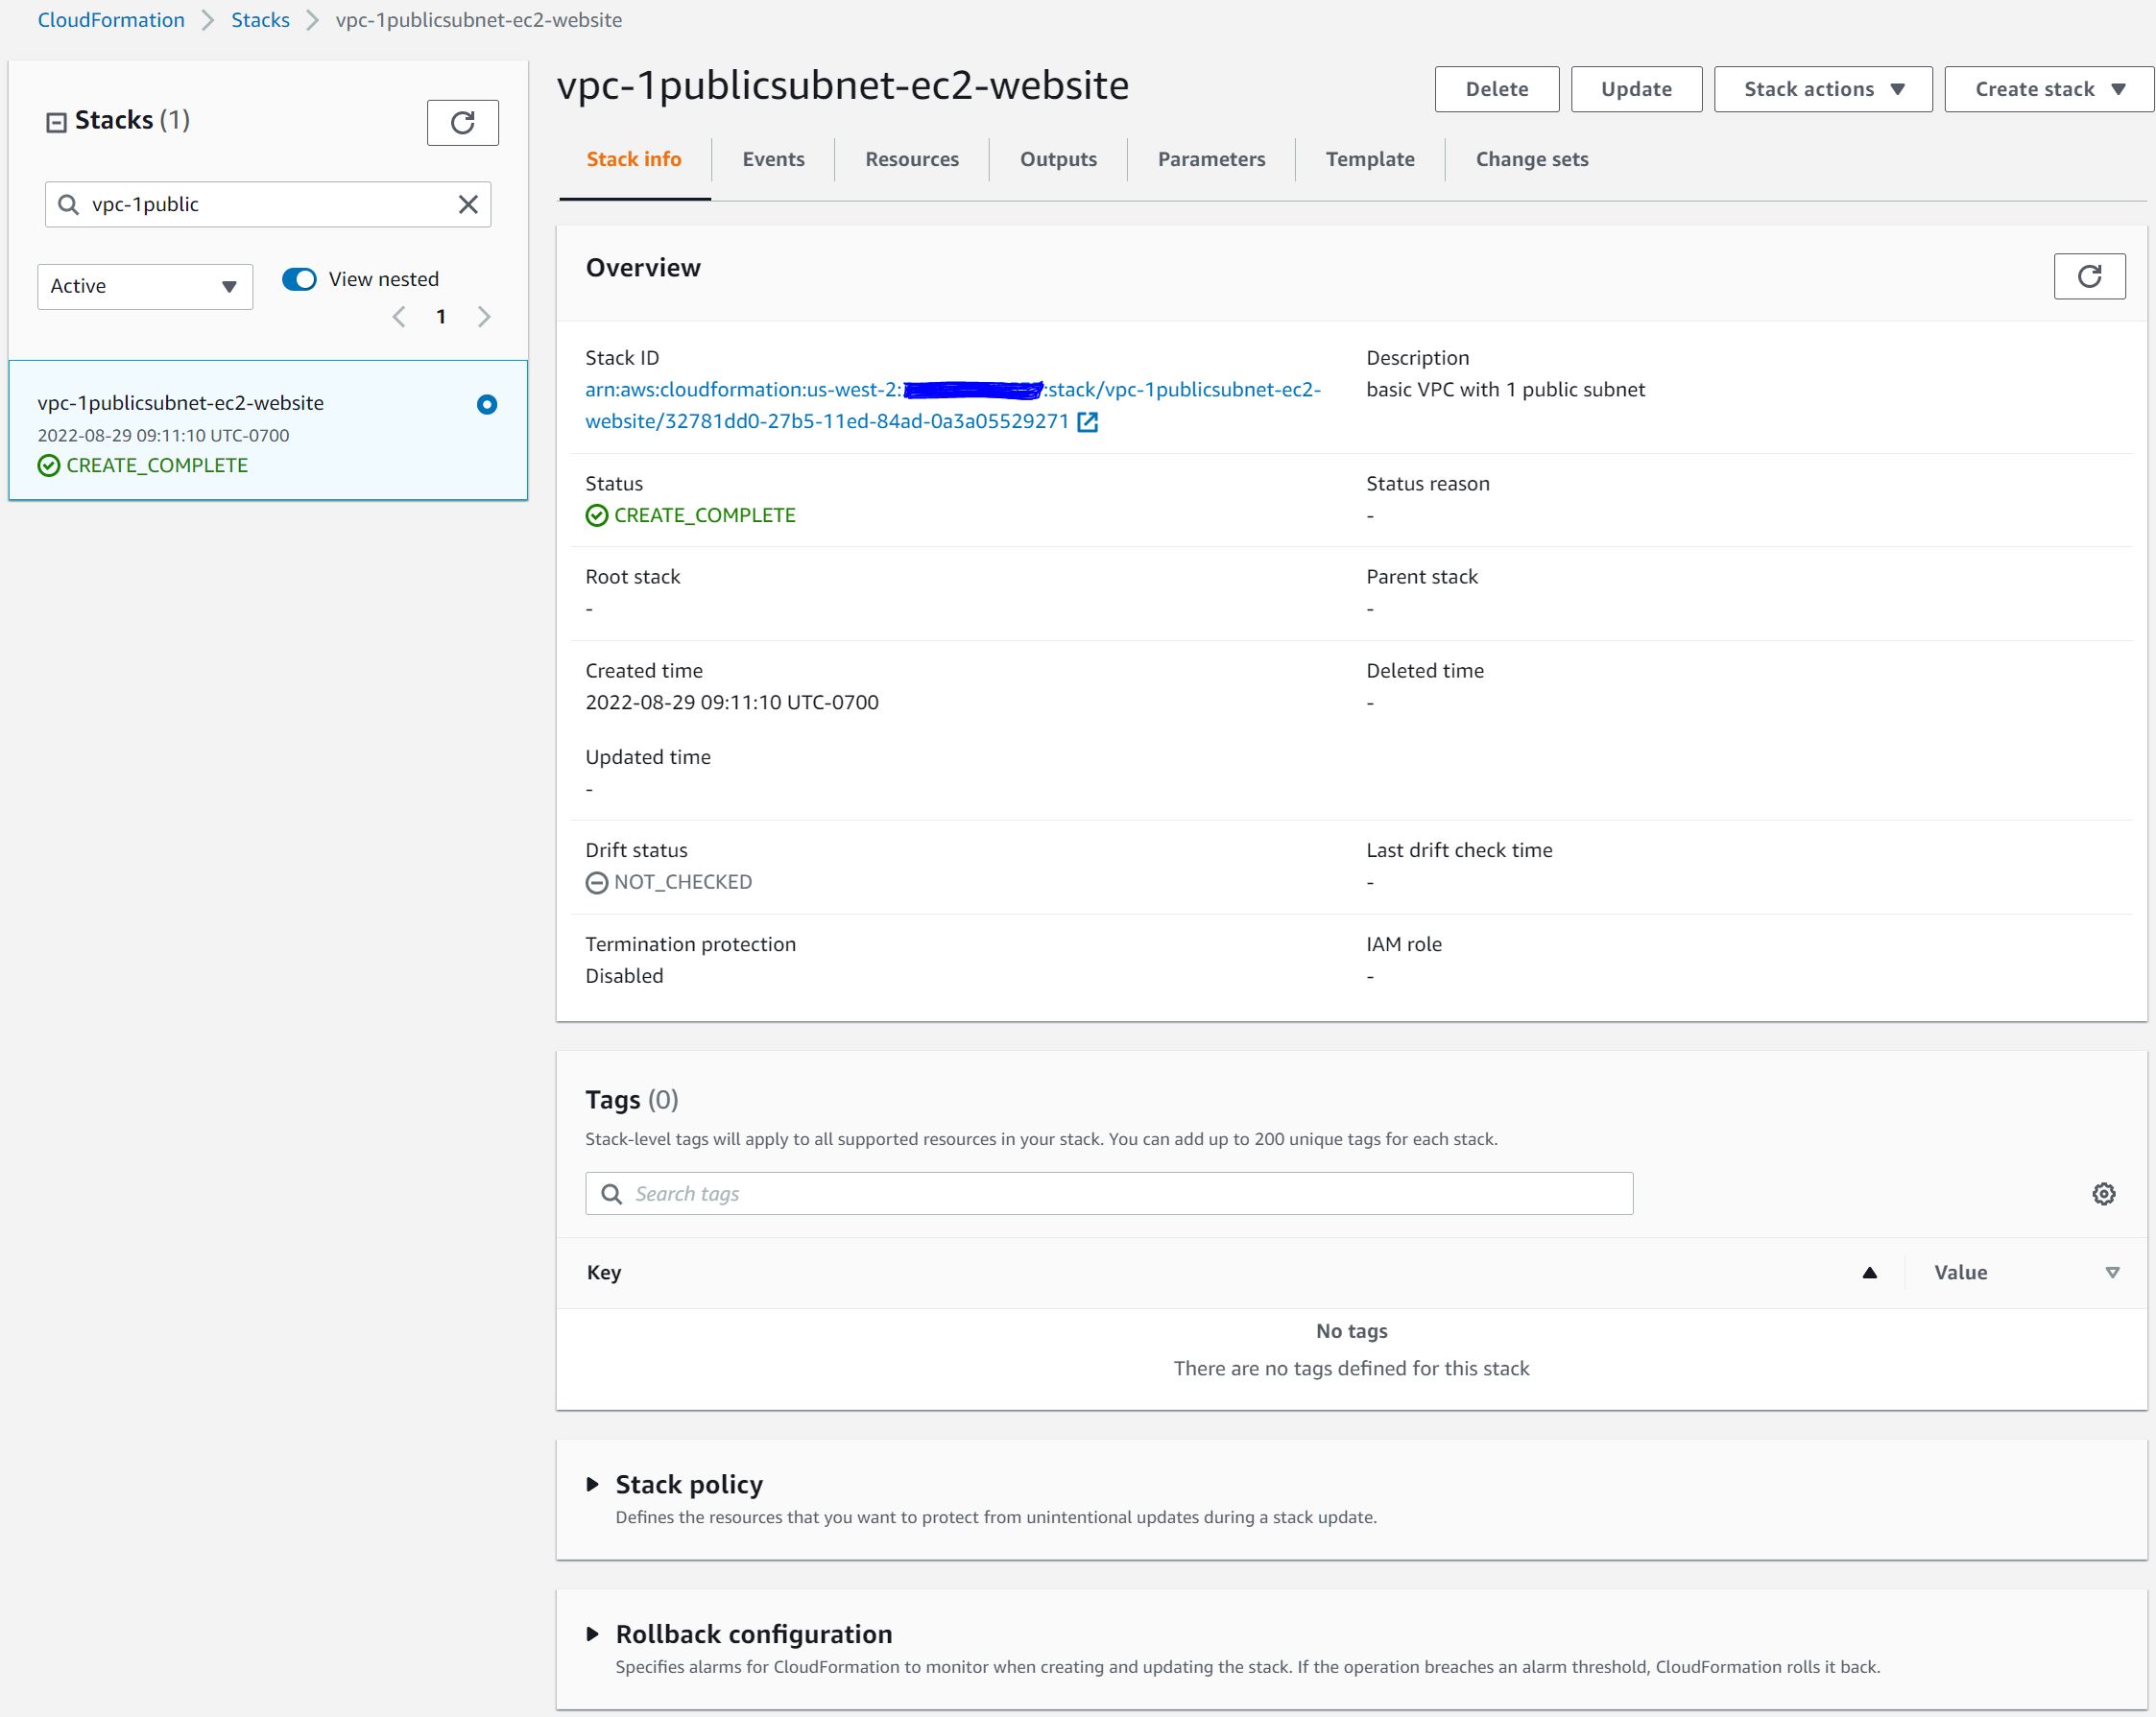 CloudFormation > Stacks > vpc-1publicsubnet-ec2-website
Stacks (1)
vpc-1public
Active
View nested
1
vpc-1publicsubnet-ec2-website
2022-08-29 09:11:10 UTC-0700
CREATE_COMPLETE
vpc-1publicsubnet-ec2-website
Delete
Update
Stack actions
Create stack
Stack info
Events
Resources
Outputs
Parameters
Template
Change sets
Overview
Stack ID
arn:aws:cloudformation:us-west-2: :stack/vpc-1publicsubnet-ec2-
website/32781dd0-27b5-11ed-84ad-0a3a05529271
Description
basic VPC with 1 public subnet
Status
CREATE_COMPLETE
Status reason
-
Root stack
-
Parent stack
-
Created time
2022-08-29 09:11:10 UTC-0700
Deleted time
-
Updated time
-
Drift status
NOT_CHECKED
Last drift check time
-
Termination protection
Disabled
IAM role
-
Tags (0)
Stack-level tags will apply to all supported resources in your stack. You can add up to 200 unique tags for each stack.
Search tags
Key
Value
No tags
There are no tags defined for this stack
Stack policy
Defines the resources that you want to protect from unintentional updates during a stack update.
Rollback configuration
Specifies alarms for CloudFormation to monitor when creating and updating the stack. If the operation breaches an alarm threshold, CloudFormation rolls it back.